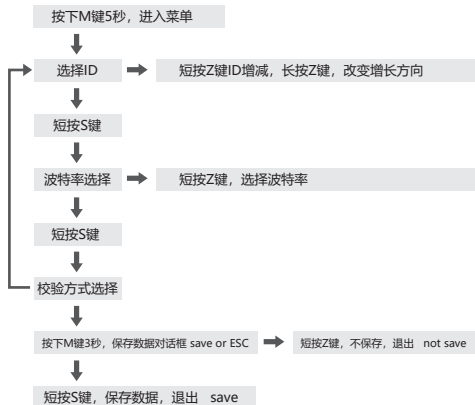 按下M键5秒，进入菜单
选择ID
短按Z键ID增减，长按Z键，改变增长方向
短按S键
波特率选择
短按Z键，选择波特率
短按S键
校验方式选择
按下M键3秒，保存数据对话框 save or ESC
短按Z键，不保存，退出 not save
短按S键，保存数据，退出 save